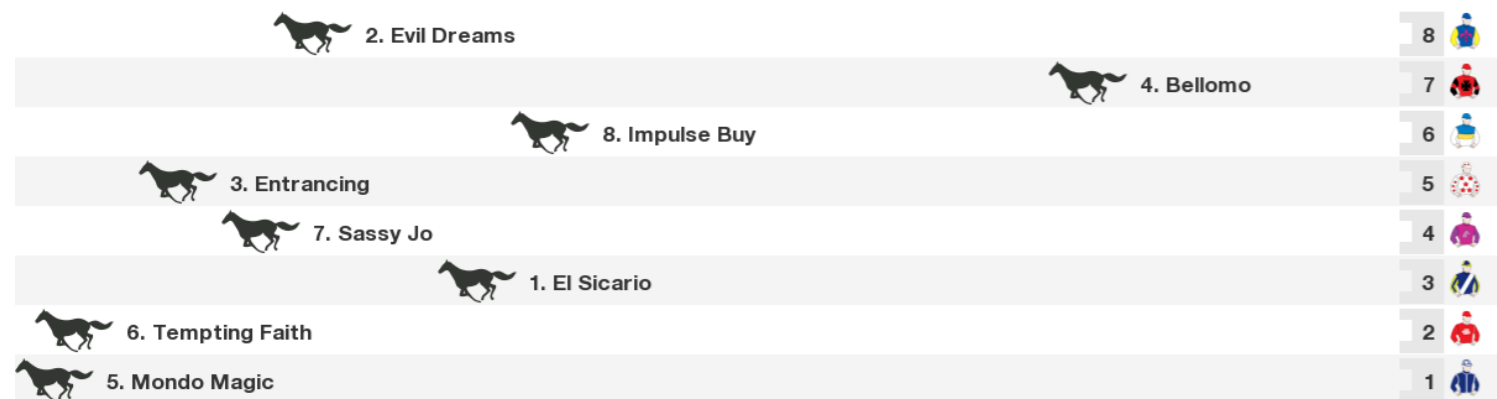 2. Evil Dreams 8
4. Bellomo 7
8. Impulse Buy 6
3. Entrancing 5
7. Sassy Jo 4
1. El Sicario 3
6. Tempting Faith 2
5. Mondo Magic 1